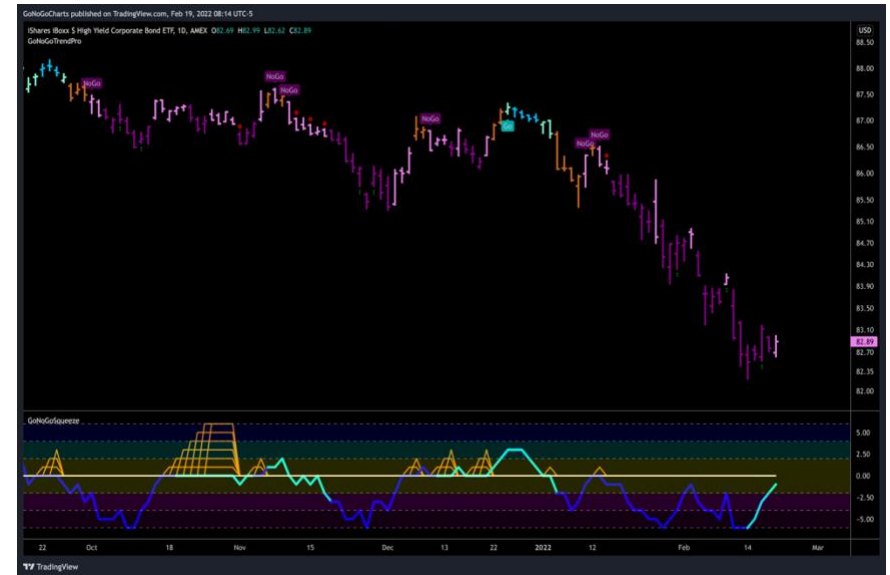 GoNoGoCharts published on TradingView.com, Feb 19, 2022 08:14 UTC-5
iShares iBoxx $ High Yield Corporate Bond ETF, 1D, AMEX O82.69 H82.99 L82.62 C82.89
GoNoGoTrendPro
USD
88.50
88.00
87.50
87.00
86.50
86.00
85.50
85.10
84.70
84.30
83.90
83.50
83.10
82.89
82.70
82.35
82.00
NoGo
NoGo
NoGo
NoGo
Go
NoGo
NoGo
GoNoGoSqueeze
5.00
2.50
0.00
-2.50
-5.00
22 Oct 18 Nov 15 Dec 13 22 2022 12 Feb 14 Mar
TradingView